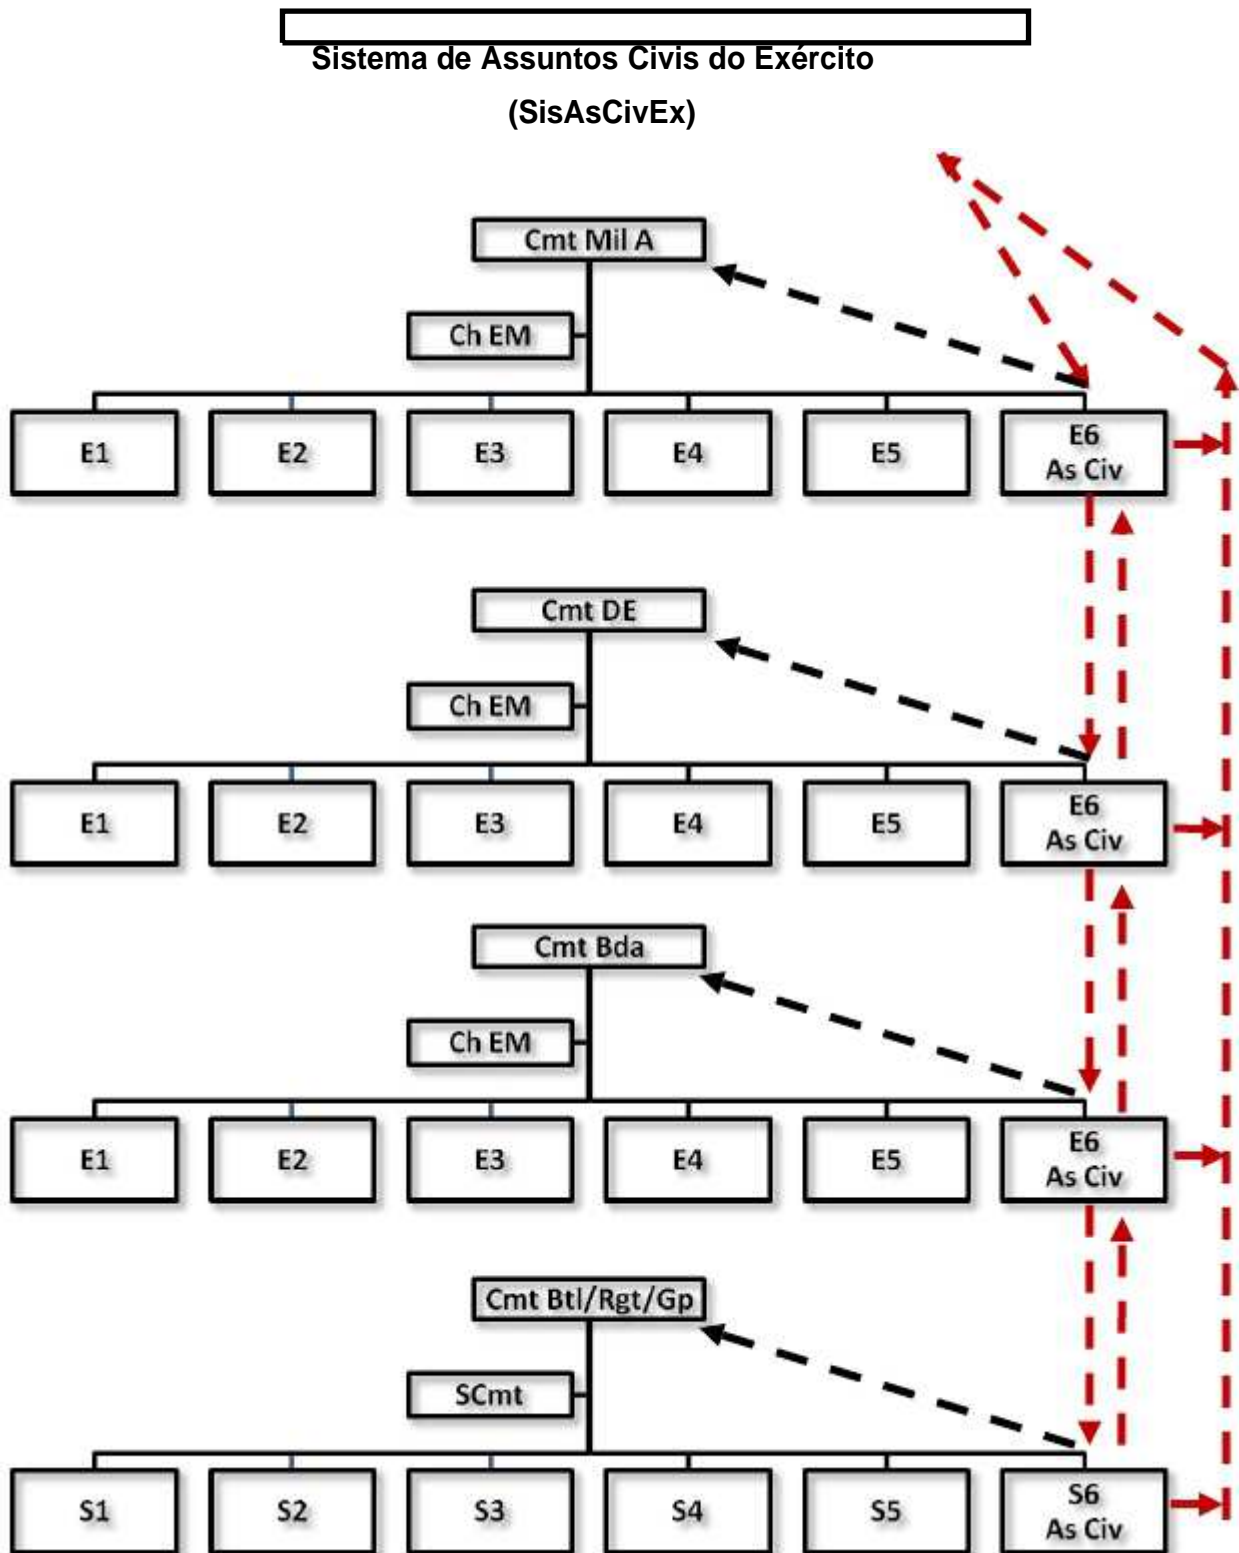 Sistema de Assuntos Civis do Exército
(SisAsCivEx)
Cmt Mil A
Ch EM
E1 E2 E3 E4 E5 E6
As Civ
Cmt DE
Ch EM
E1 E2 E3 E4 E5 E6
As Civ
Cmt Bda
Ch EM
E1 E2 E3 E4 E5 E6
As Civ
Cmt Btl/Rgt/Gp
SCmt
S1 S2 S3 S4 S5 S6
As Civ